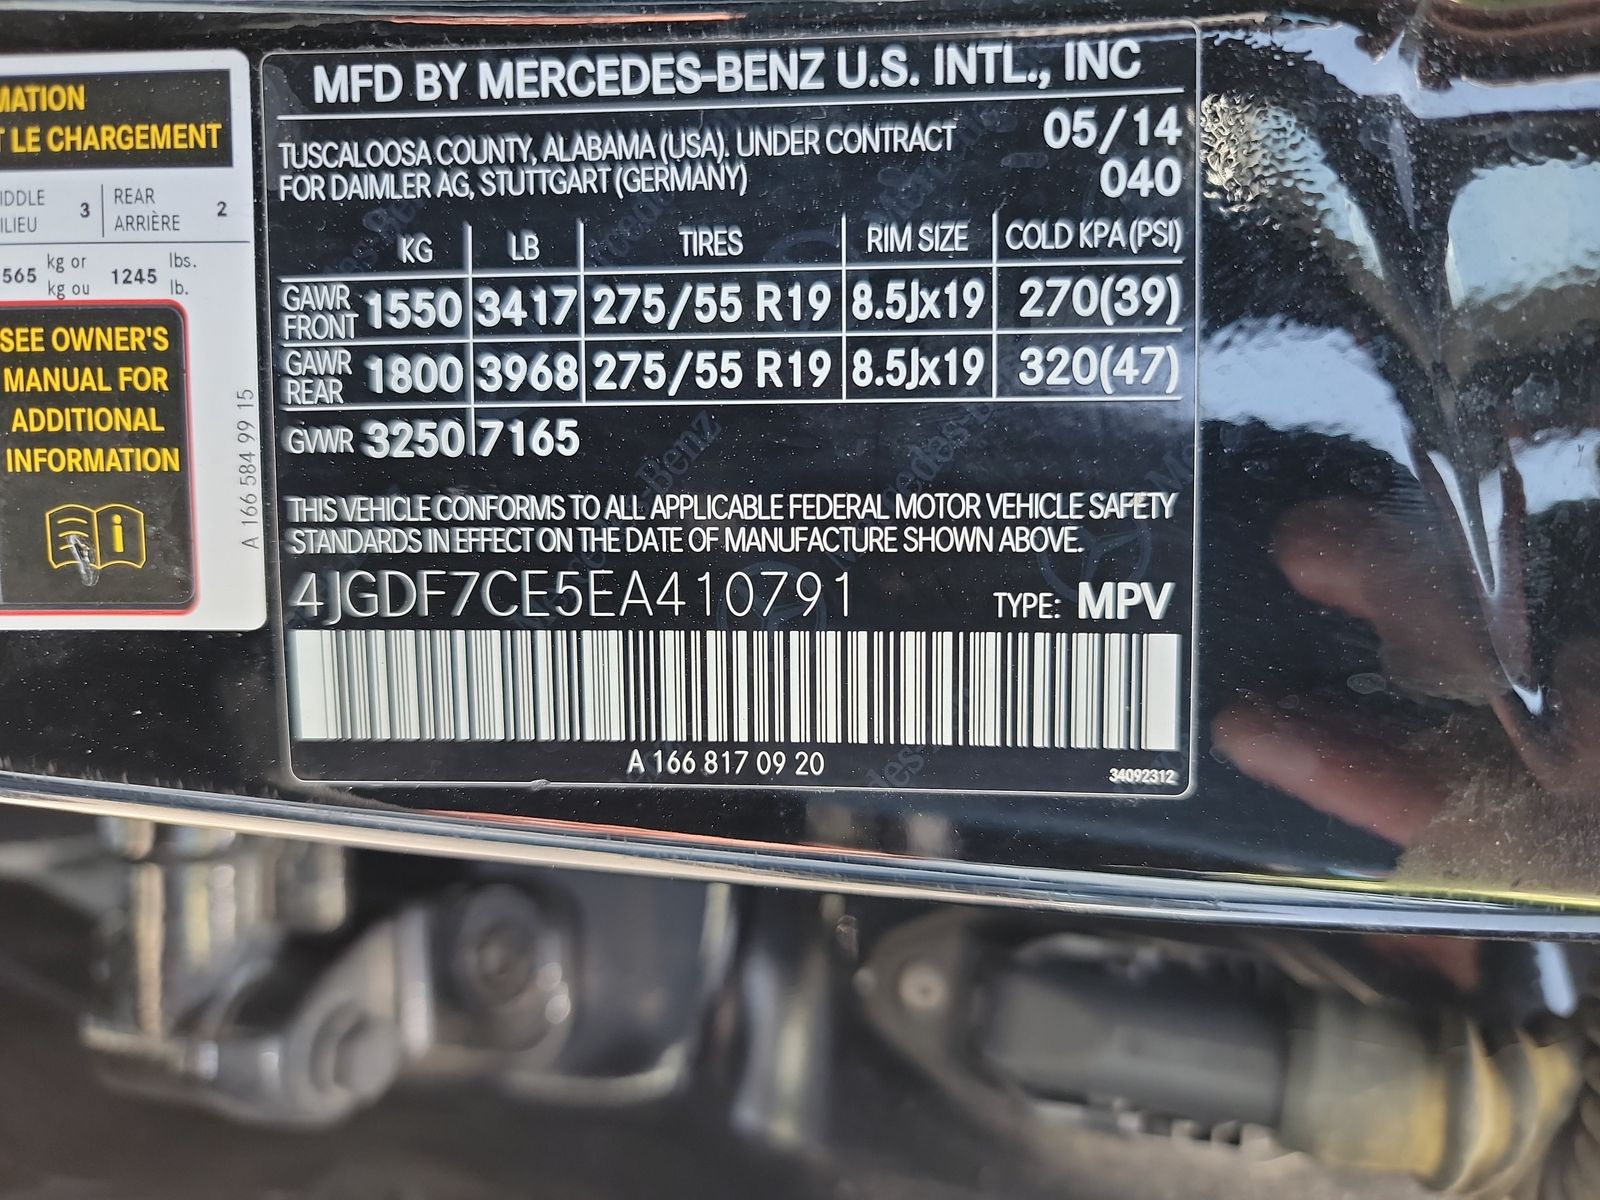 MATION
T LE CHARGEMENT
IDDLE
ILIEU
3
REAR
ARRIÈRE
2
565 kg or
kg ou
1245 lbs.
lb.
SEE OWNER'S
MANUAL FOR
ADDITIONAL
INFORMATION
A 166 584 99 15
MFD BY MERCEDES-BENZ U.S. INTL., INC
TUSCALOOSA COUNTY, ALABAMA (USA). UNDER CONTRACT
FOR DAIMLER AG, STUTTGART (GERMANY)
05/14
040
KG LB TIRES RIM SIZE COLD KPA (PSI)
GAWR
FRONT 1550 3417 275/55 R19 8.5Jx19 270(39)
GAWR
REAR 1800 3968 275/55 R19 8.5Jx19 320(47)
GVWR 3250 7165
THIS VEHICLE CONFORMS TO ALL APPLICABLE FEDERAL MOTOR VEHICLE SAFETY
STANDARDS IN EFFECT ON THE DATE OF MANUFACTURE SHOWN ABOVE.
4JGDF7CE5EA410791 TYPE: MPV
A 166 817 09 20
34092312